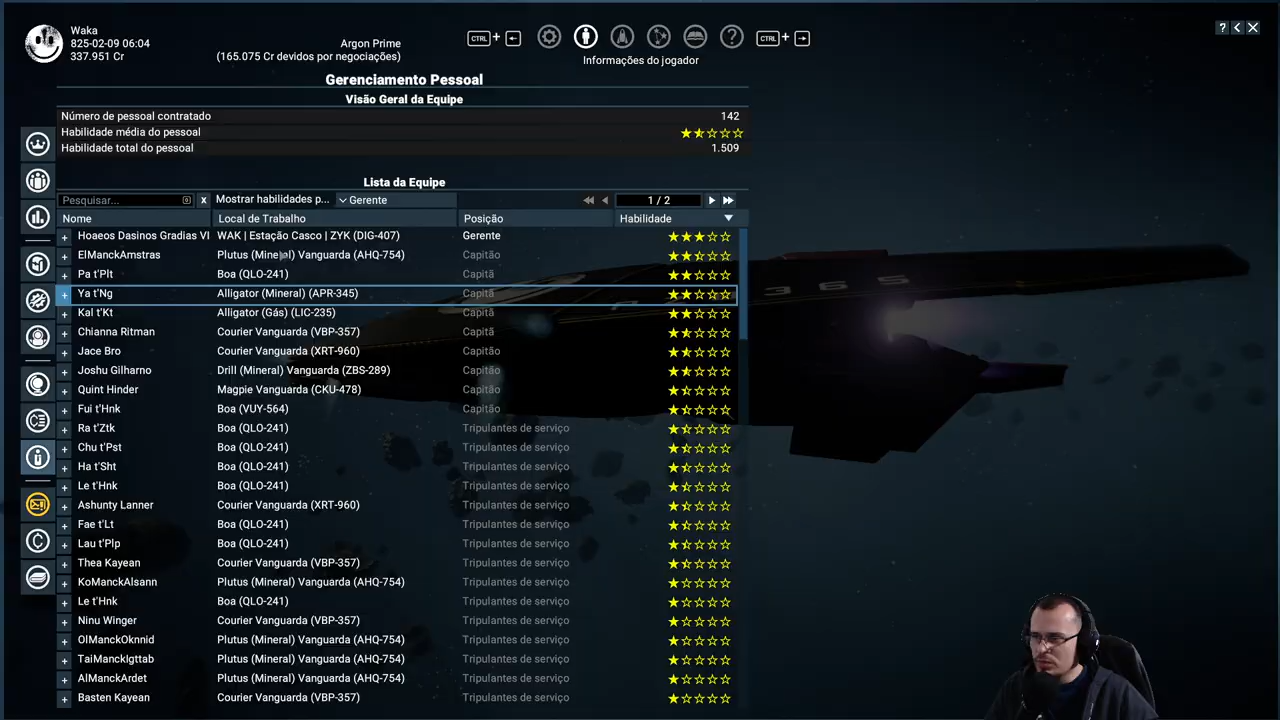 Waka
825-02-09 06:04
337.951 Cr
Argon Prime
(165.075 Cr devidos por negociações)
CTRL +
CTRL +
Informações do jogador
?
Gerenciamento Pessoal
Visão Geral da Equipe
Número de pessoal contratado 142
Habilidade média do pessoal
Habilidade total do pessoal 1.509
Lista da Equipe
Pesquisar... x Mostrar habilidades p... Gerente 1 / 2
Nome Local de Trabalho Posição Habilidade
+ Hoaeos Dasinos Gradias VI WAK | Estação Casco | ZYK (DIG-407) Gerente
+ ElManckAmstras Plutus (Mineral) Vanguarda (AHQ-754) Capitão
+ Pa t'Plt Boa (QLO-241) Capitã
+ Ya t'Ng Alligator (Mineral) (APR-345) Capitã
+ Kal t'Kt Alligator (Gás) (LIC-235) Capitã
+ Chianna Ritman Courier Vanguarda (VBP-357) Capitã
+ Jace Bro Courier Vanguarda (XRT-960) Capitão
+ Joshu Gilharno Drill (Mineral) Vanguarda (ZBS-289) Capitão
+ Quint Hinder Magpie Vanguarda (CKU-478) Capitão
+ Fui t'Hnk Boa (VUY-564) Capitão
+ Ra t'Ztk Boa (QLO-241) Tripulantes de serviço
+ Chu t'Pst Boa (QLO-241) Tripulantes de serviço
+ Ha t'Sht Boa (QLO-241) Tripulantes de serviço
+ Le t'Hnk Boa (QLO-241) Tripulantes de serviço
+ Ashunty Lanner Courier Vanguarda (XRT-960) Tripulantes de serviço
+ Fae t'Lt Boa (QLO-241) Tripulantes de serviço
+ Lau t'Plp Boa (QLO-241) Tripulantes de serviço
+ Thea Kayean Courier Vanguarda (VBP-357) Tripulantes de serviço
+ KoManckAlsann Plutus (Mineral) Vanguarda (AHQ-754) Tripulantes de serviço
+ Le t'Hnk Boa (QLO-241) Tripulantes de serviço
+ Ninu Winger Courier Vanguarda (VBP-357) Tripulantes de serviço
+ OlManckOknnid Plutus (Mineral) Vanguarda (AHQ-754) Tripulantes de serviço
+ TaiManckIgttab Plutus (Mineral) Vanguarda (AHQ-754) Tripulantes de serviço
+ AlManckArdet Plutus (Mineral) Vanguarda (AHQ-754) Tripulantes de serviço
+ Basten Kayean Courier Vanguarda (VBP-357) Tripulantes de serviço
365